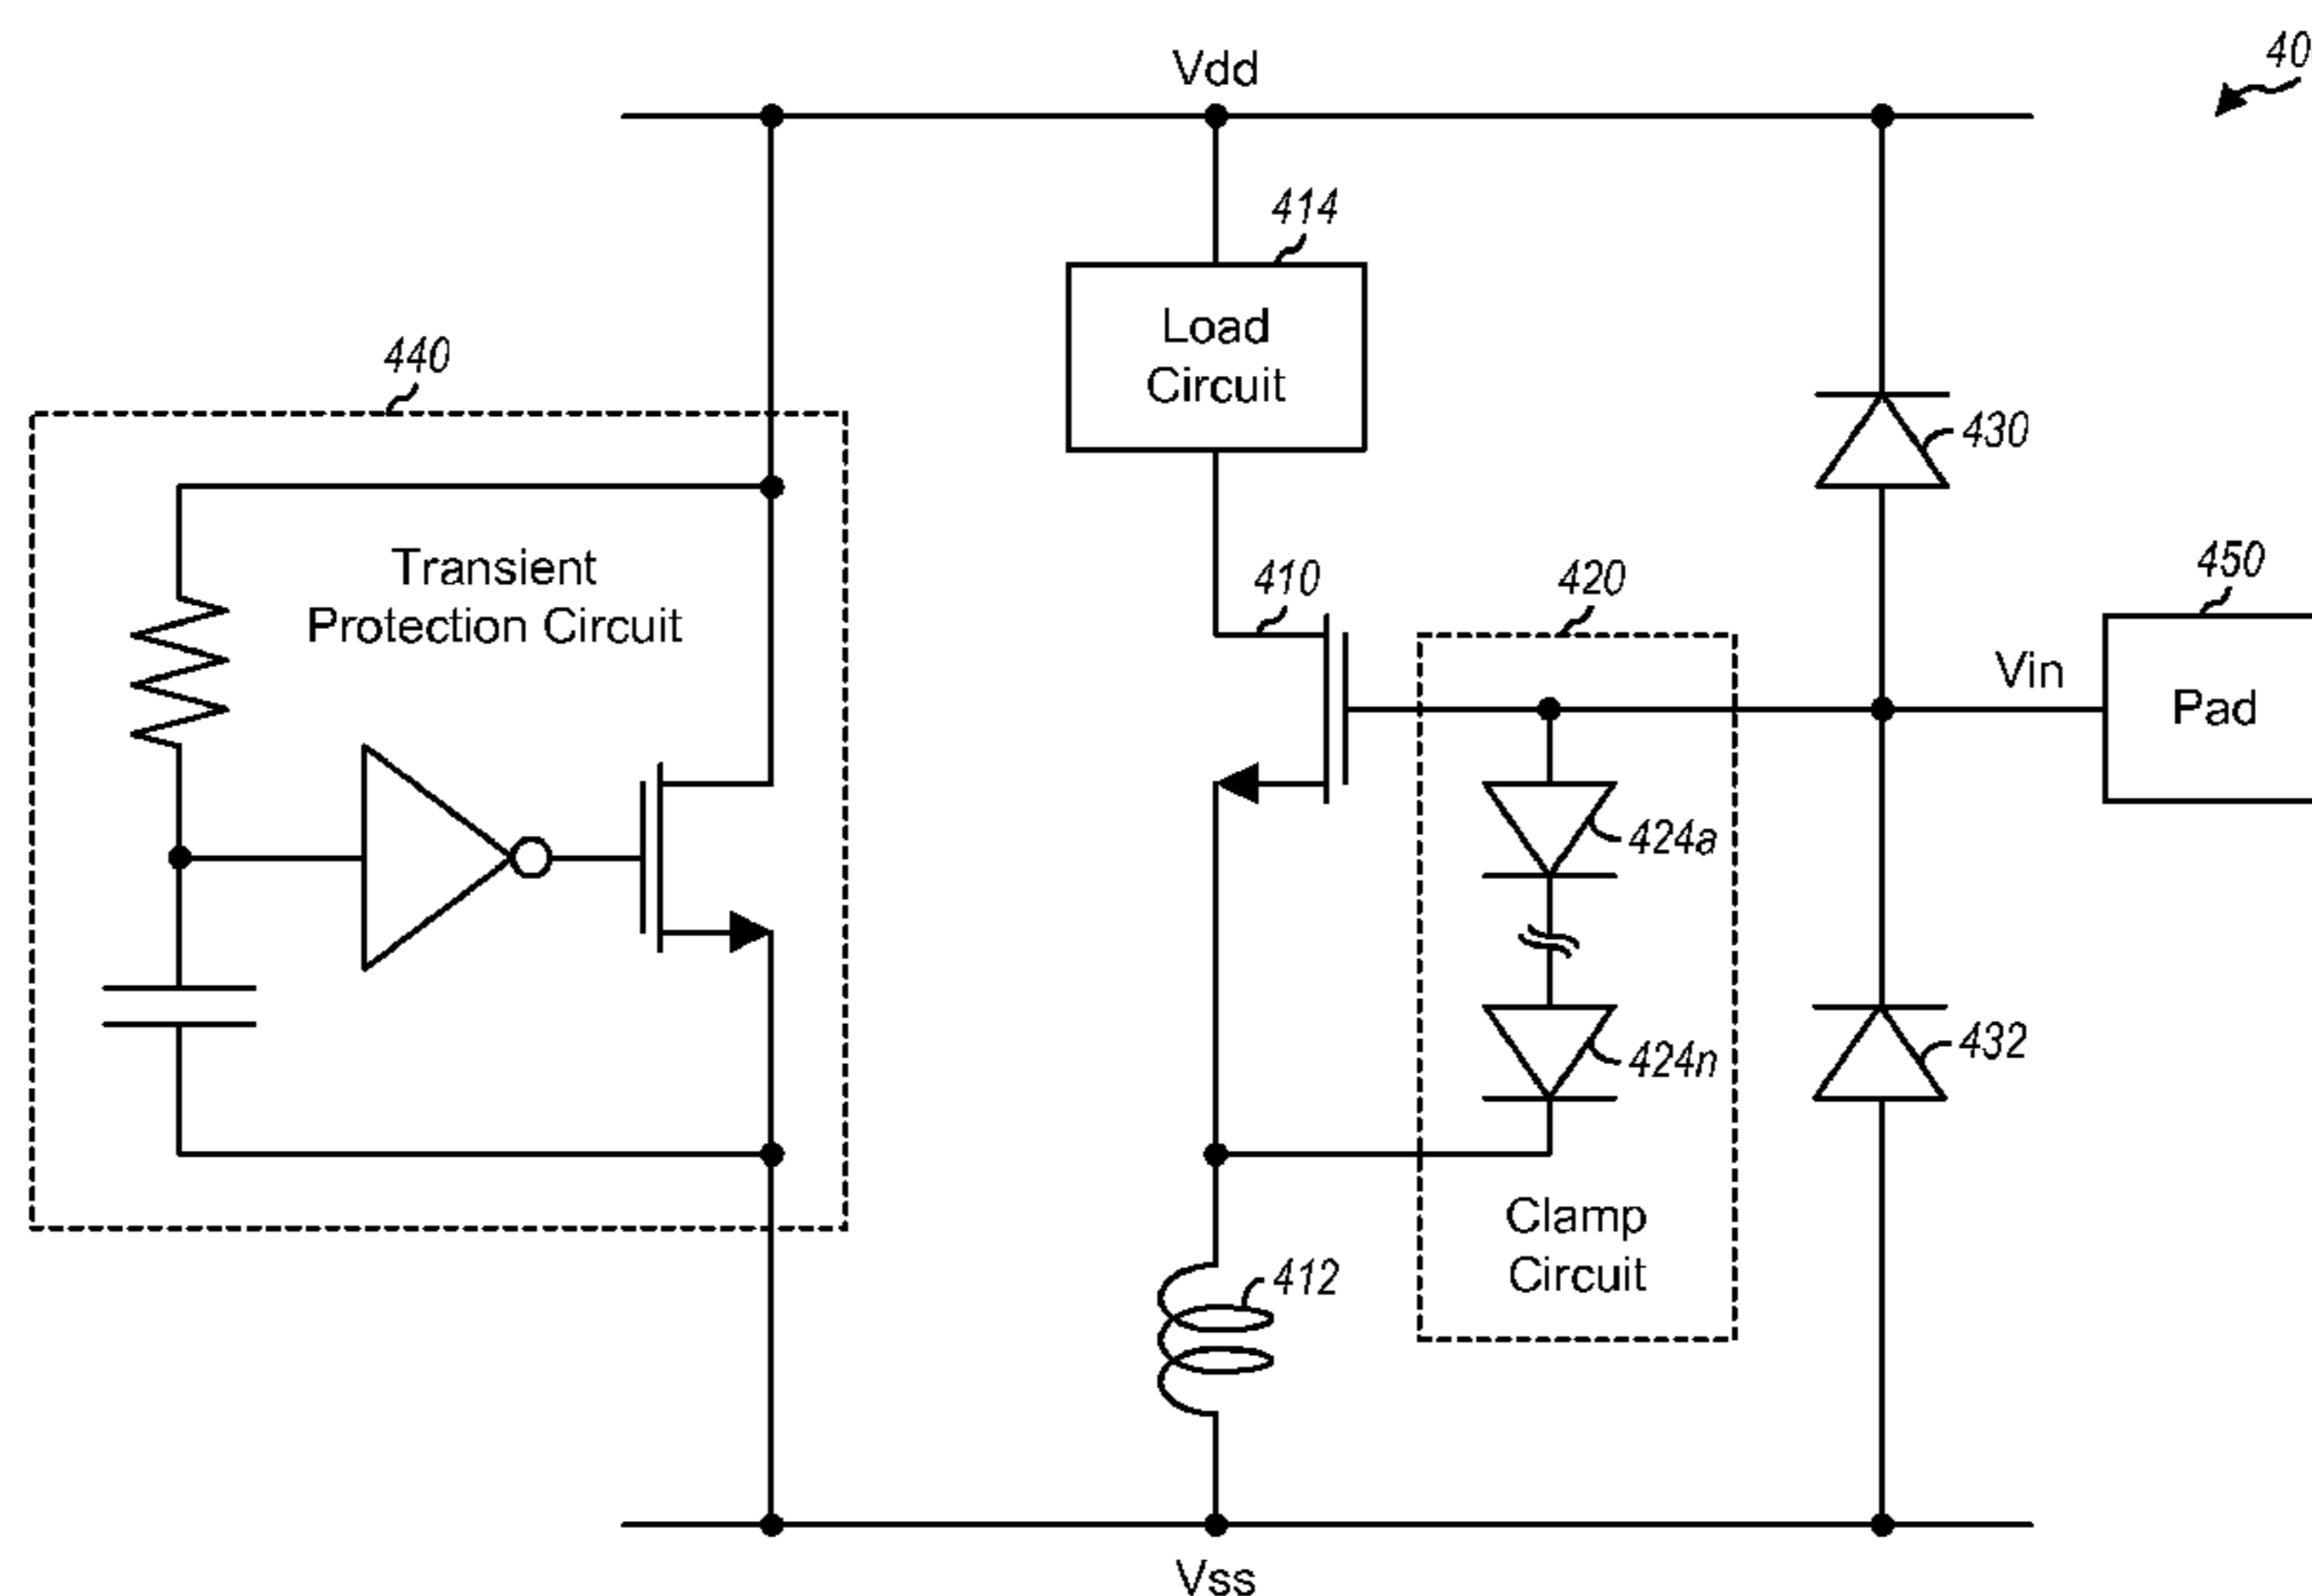 Vdd
40
414
Load
Circuit
440
430
Transient
Protection Circuit
410
420
450
Vin
Pad
424a
424n
432
Clamp
Circuit
412
Vss